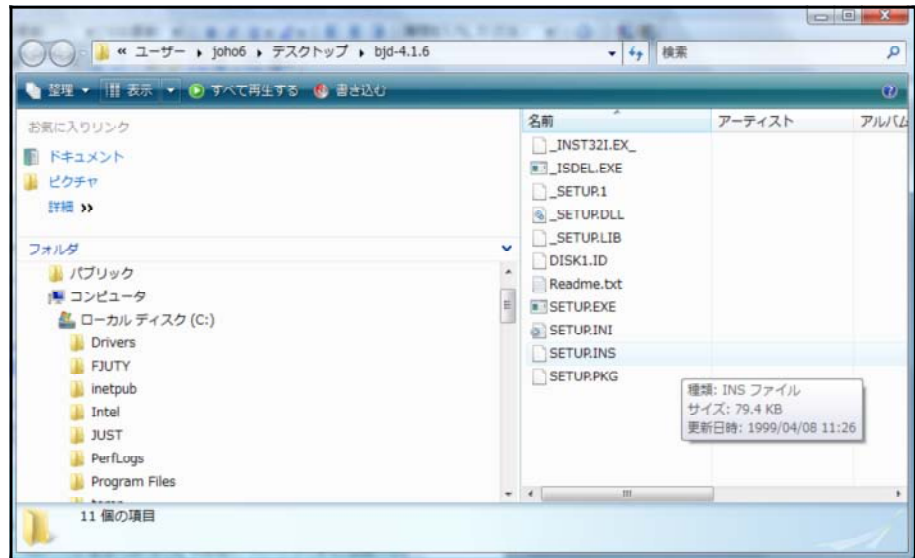 « ユーザー ▸ joho6 ▸ デスクトップ ▸ bjd-4.1.6
検索
整理 表示 すべて再生する 書き込む
お気に入りリンク
ドキュメント
ピクチャ
詳細 »
フォルダ
パブリック
コンピュータ
ローカル ディスク (C:)
Drivers
FJUTY
inetpub
Intel
JUST
PerfLogs
Program Files
名前 アーティスト アルバム
_INST32I.EX_
_ISDEL.EXE
_SETUP.1
_SETUP.DLL
_SETUP.LIB
DISK1.ID
Readme.txt
SETUP.EXE
SETUP.INI
SETUP.INS
SETUP.PKG
種類: INS ファイル
サイズ: 79.4 KB
更新日時: 1999/04/08 11:26
11 個の項目